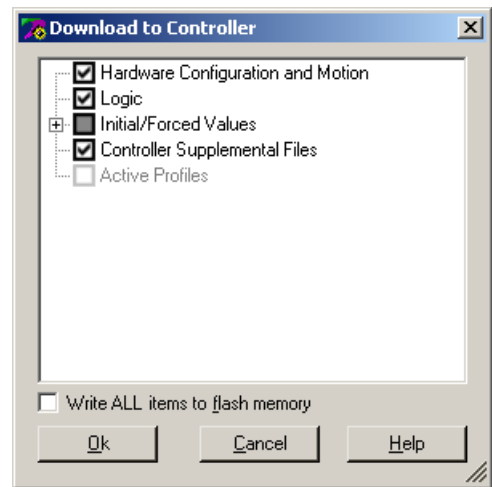 Download to Controller
Hardware Configuration and Motion
Logic
Initial/Forced Values
Controller Supplemental Files
Active Profiles
Write ALL items to flash memory
Ok Cancel Help